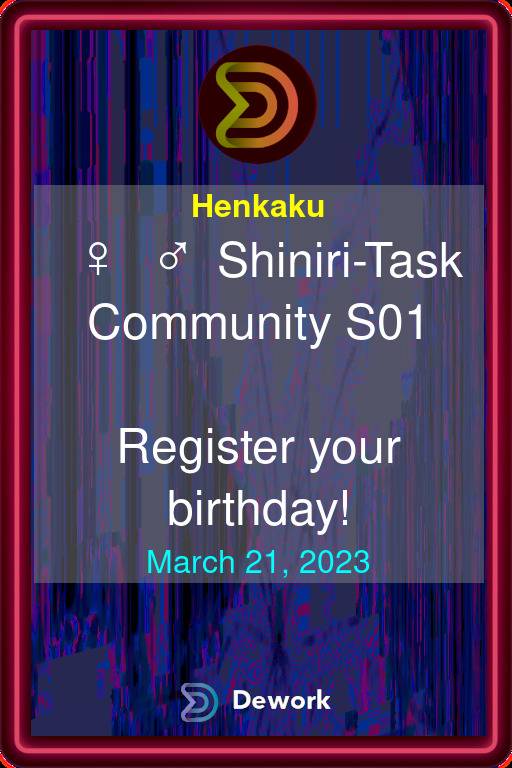 Henkaku
♀ ♂ Shiniri-Task
Community S01
Register your
birthday!
March 21, 2023
Dework